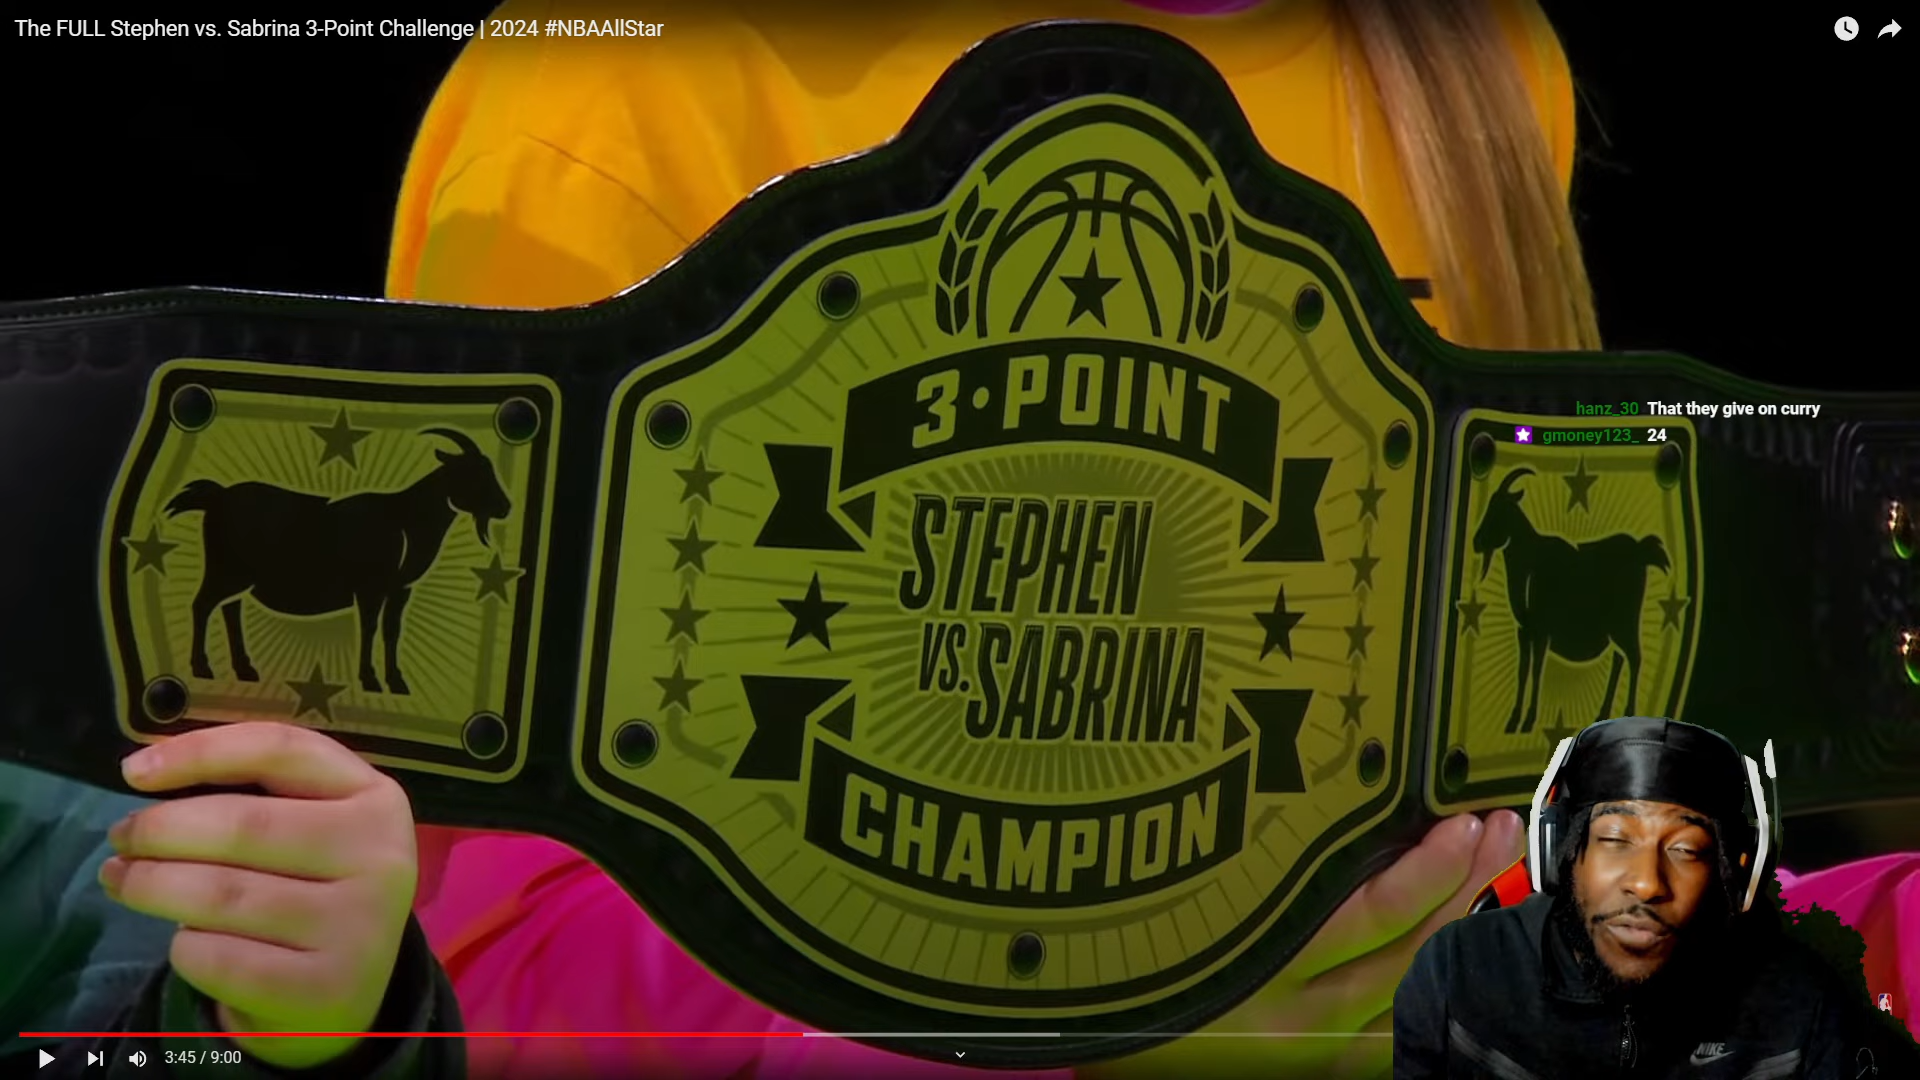 The FULL Stephen vs. Sabrina 3-Point Challenge | 2024 #NBAAllStar
3·POINT
hanz_30 That they give on curry
gmoney123_ 24
STEPHEN
VS. SABRINA
CHAMPION
NIKE
3:45 / 9:00